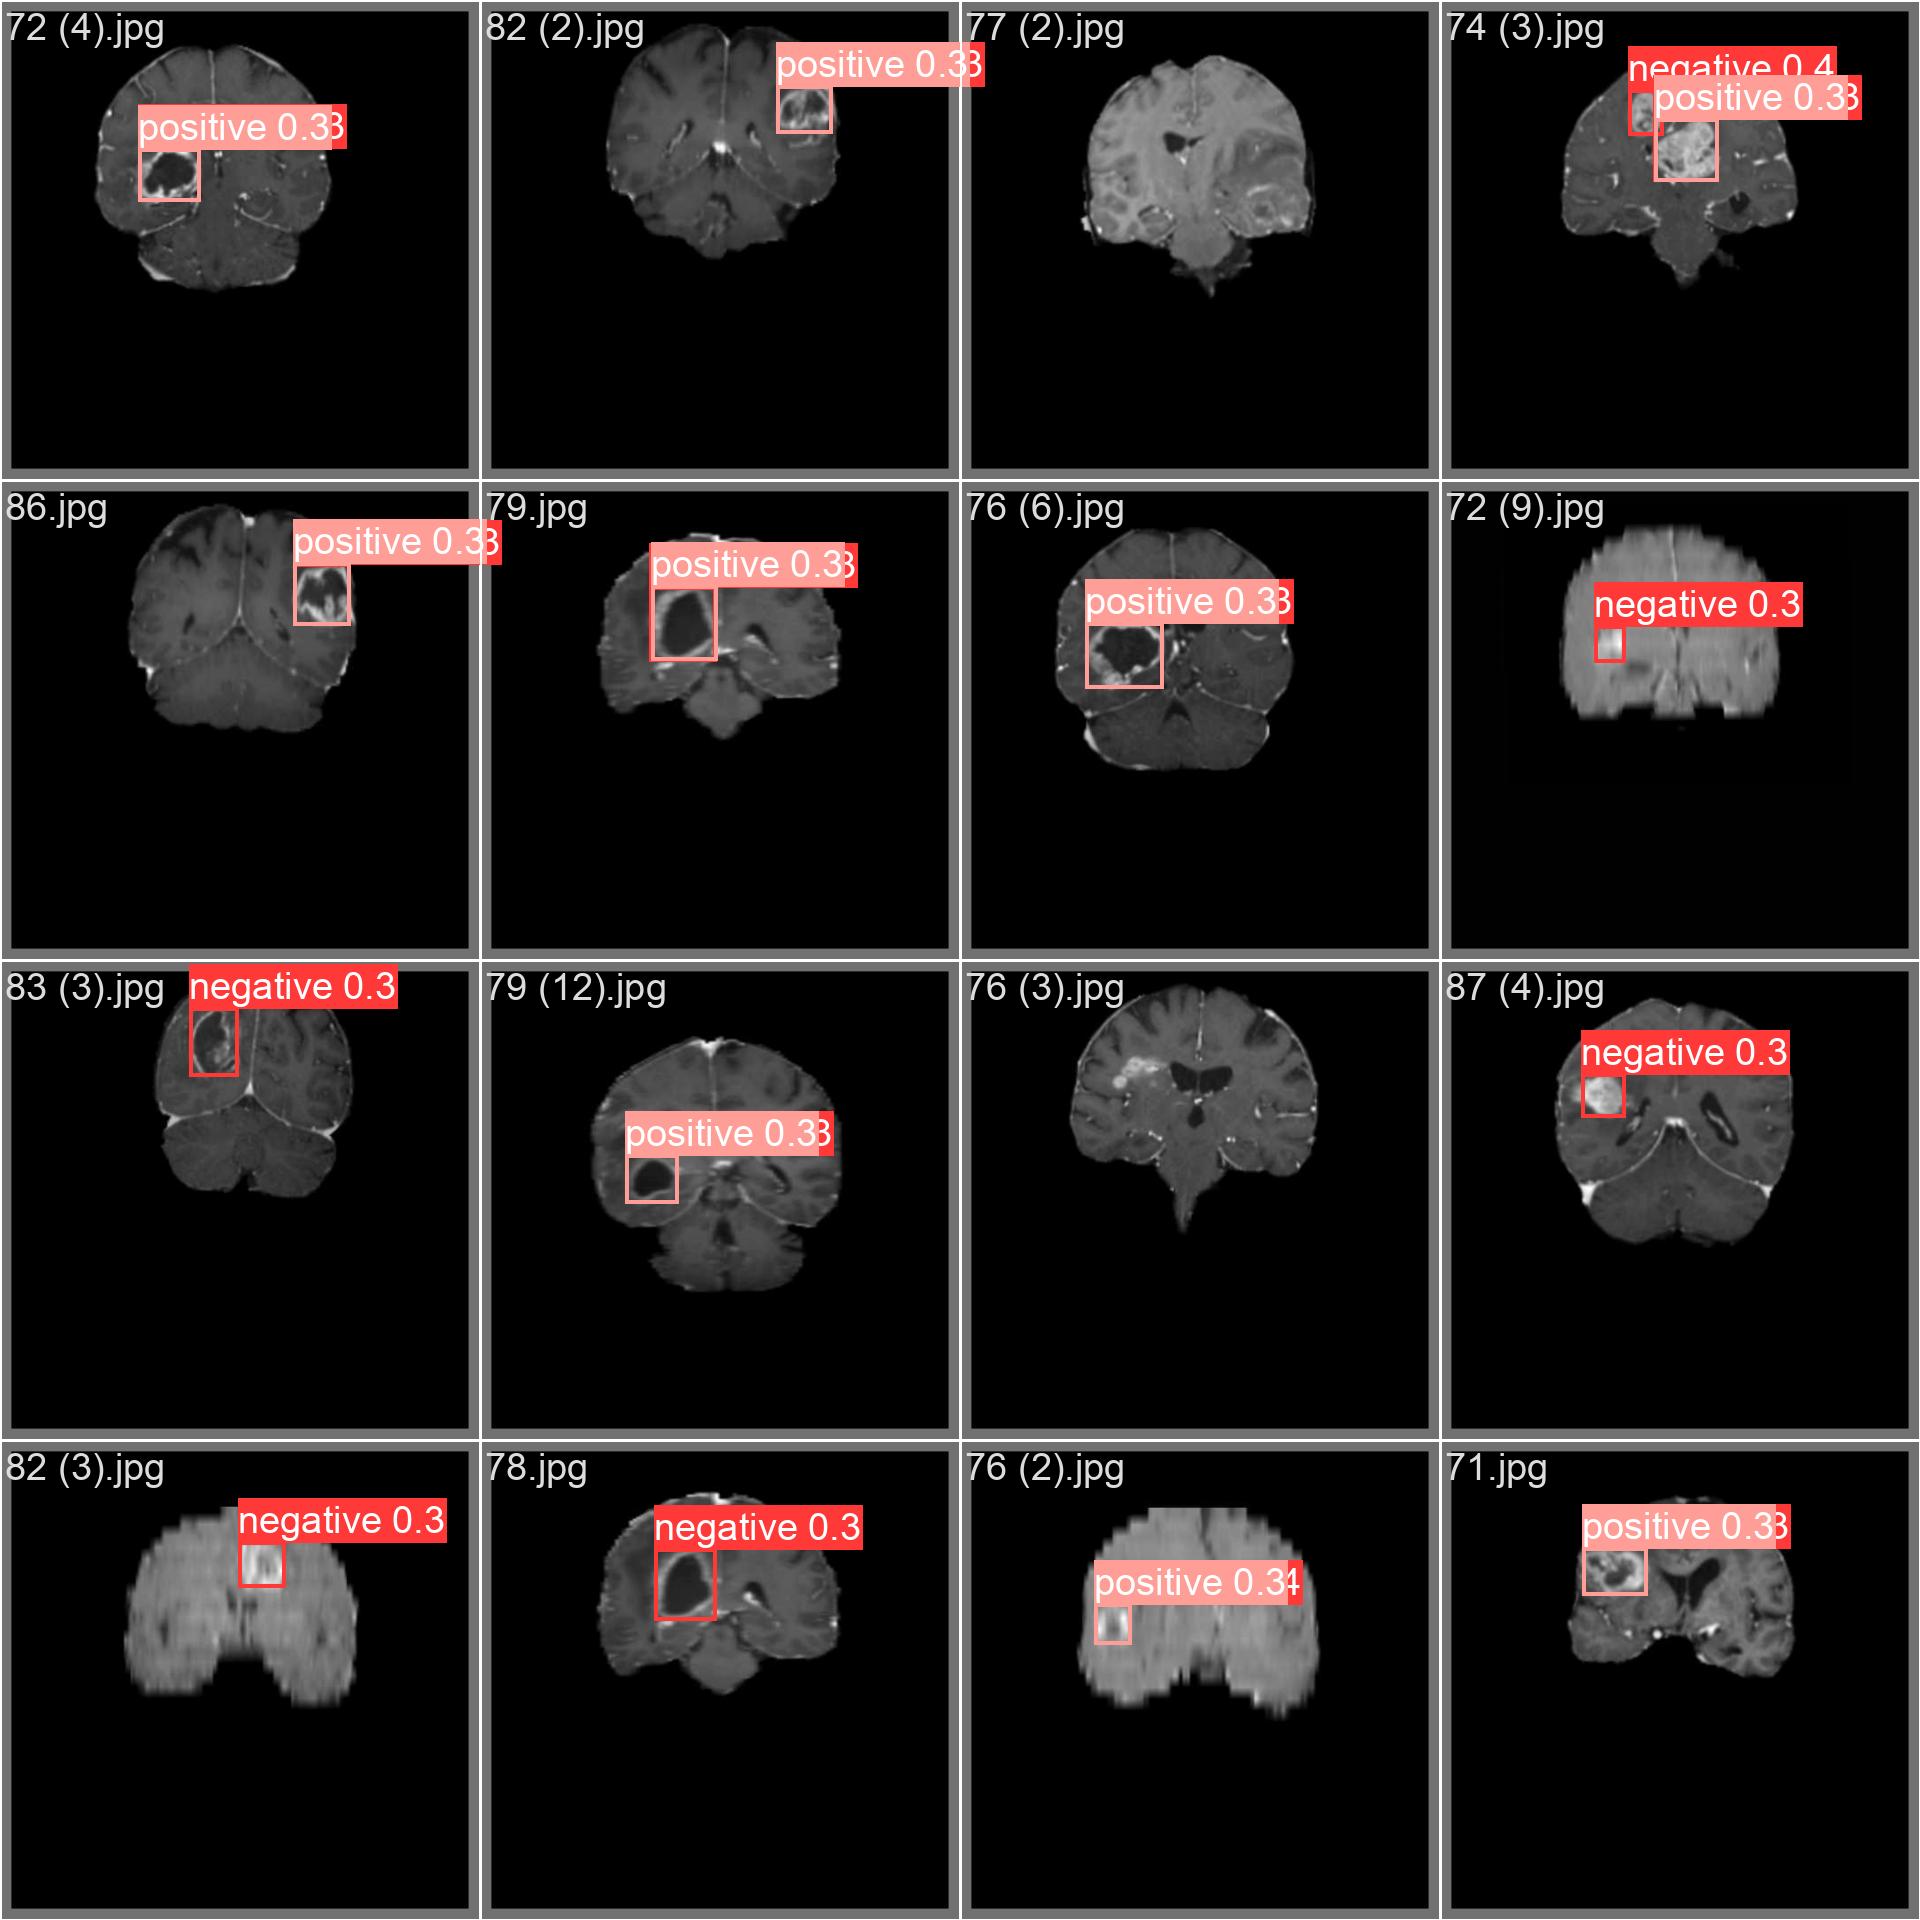 72 (4).jpg
positive 0.3
82 (2).jpg
positive 0.3
77 (2).jpg
74 (3).jpg
negative 0.4
positive 0.3
86.jpg
positive 0.3
79.jpg
positive 0.3
76 (6).jpg
positive 0.3
72 (9).jpg
negative 0.3
83 (3).jpg
negative 0.3
79 (12).jpg
positive 0.3
76 (3).jpg
87 (4).jpg
negative 0.3
82 (3).jpg
negative 0.3
78.jpg
negative 0.3
76 (2).jpg
positive 0.3
71.jpg
positive 0.3